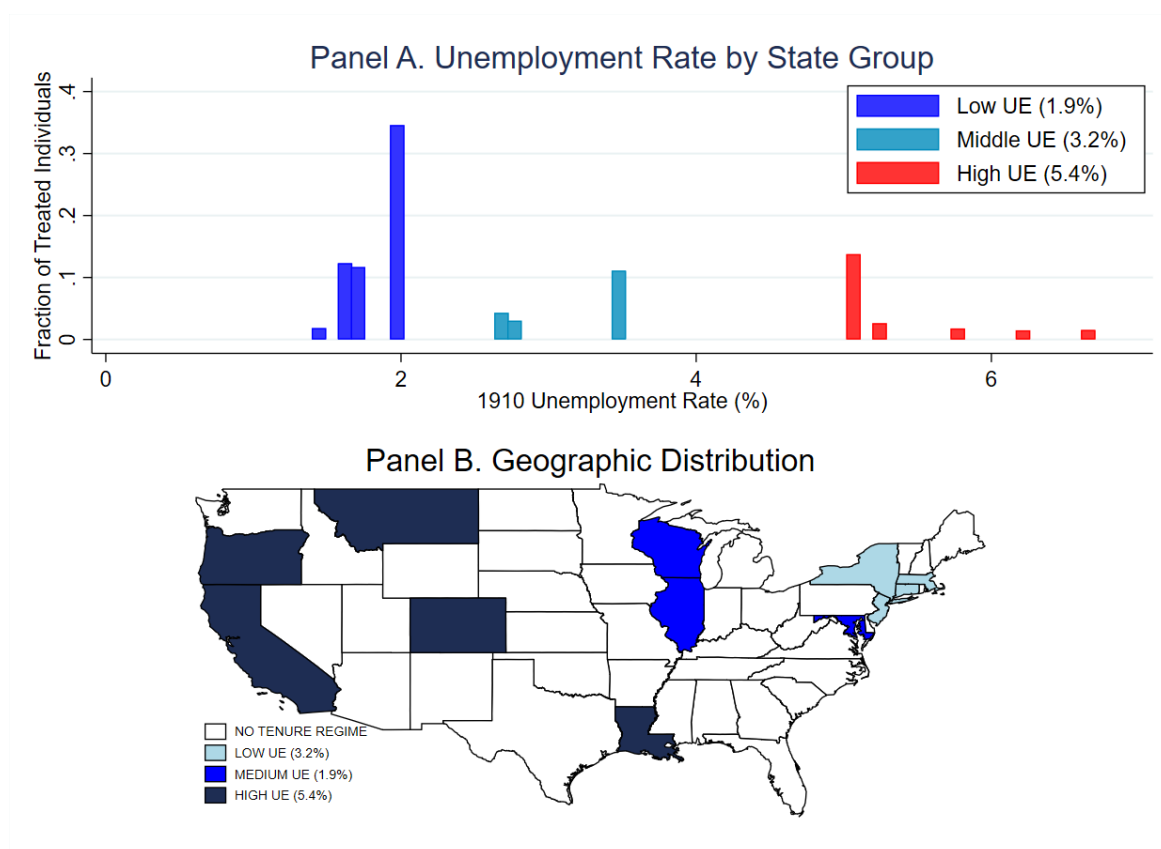 Panel A. Unemployment Rate by State Group
Fraction of Treated Individuals
.4
.3
.2
.1
0
Low UE (1.9%)
Middle UE (3.2%)
High UE (5.4%)
0 2 4 6
1910 Unemployment Rate (%)
Panel B. Geographic Distribution
NO TENURE REGIME
LOW UE (3.2%)
MEDIUM UE (1.9%)
HIGH UE (5.4%)